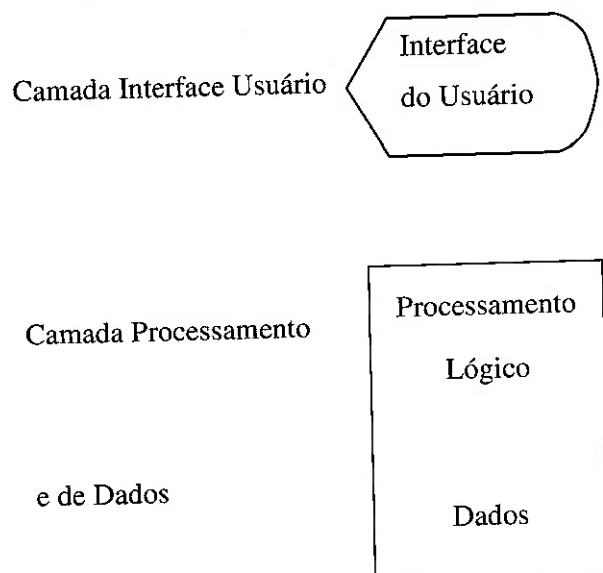 Camada Interface Usuário
Interface
do Usuário
Camada Processamento
Processamento
Lógico
e de Dados
Dados